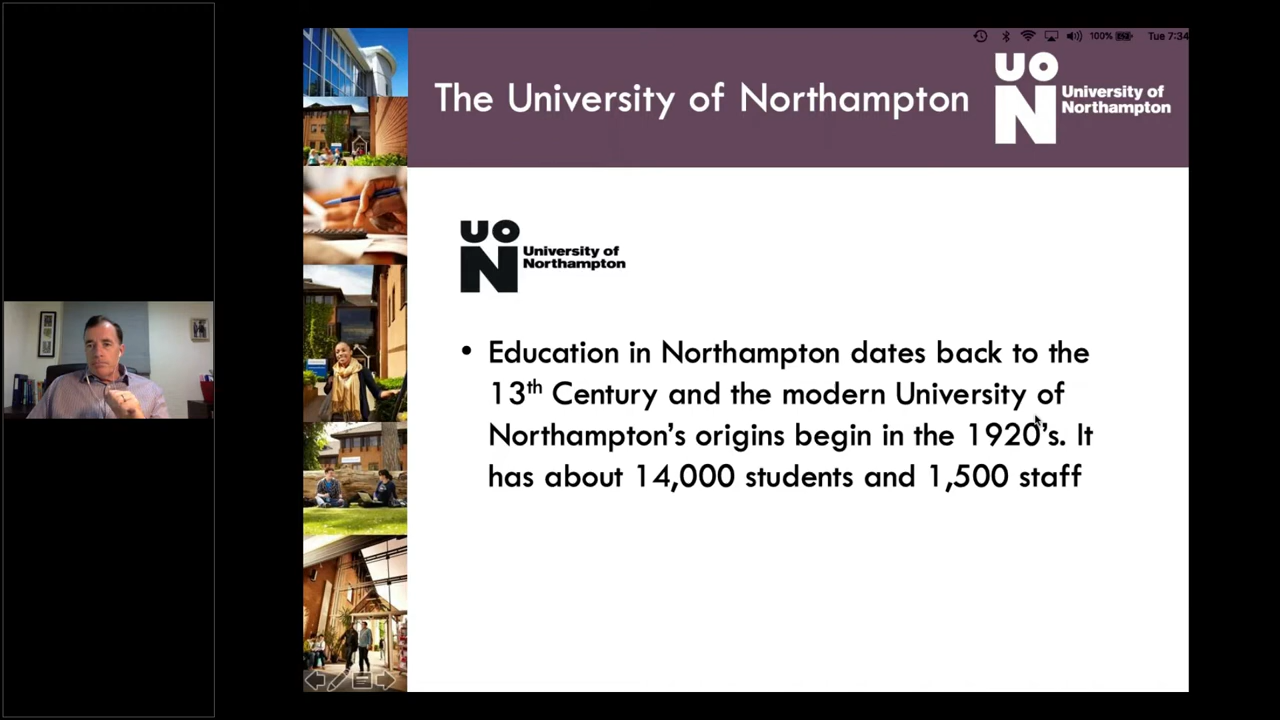 100%
Tue 7:34
The University of Northampton
UON
University of
Northampton
UON
University of
Northampton
• Education in Northampton dates back to the
13th Century and the modern University of
Northampton’s origins begin in the 1920’s. It
has about 14,000 students and 1,500 staff